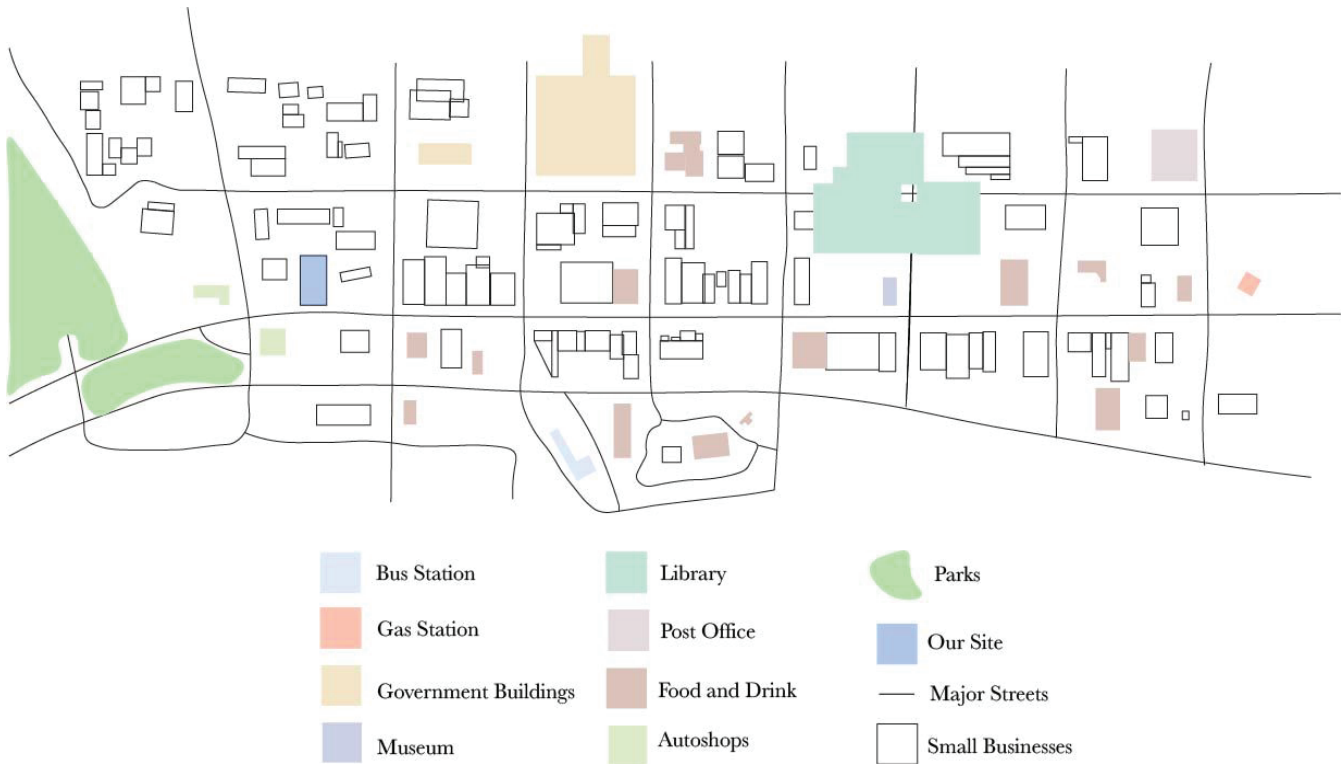 Bus Station
Gas Station
Government Buildings
Museum
Library
Post Office
Food and Drink
Autoshops
Parks
Our Site
Major Streets
Small Businesses